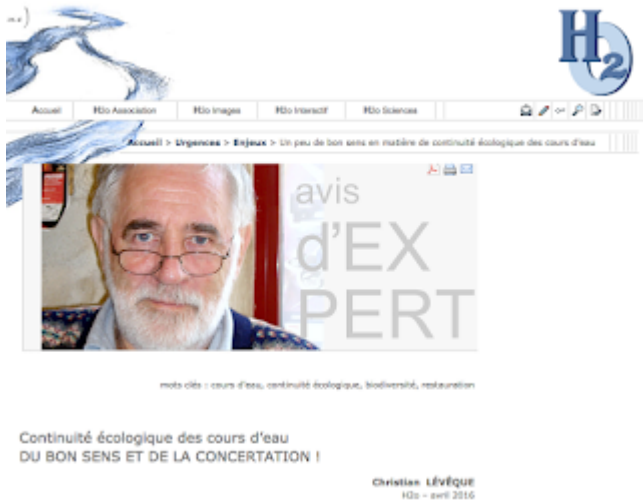 H2O
Accueil H2o Association H2o Images H2o Interactif H2o Sciences
Accueil > Urgences > Enjeux > Un peu de bon sens en matière de continuité écologique des cours d'eau
avis
d'EX
PERT
mots clés : cours d'eau, continuité écologique, biodiversité, restauration
Continuité écologique des cours d'eau
DU BON SENS ET DE LA CONCERTATION !
Christian LÉVÊQUE
H2o – avril 2016